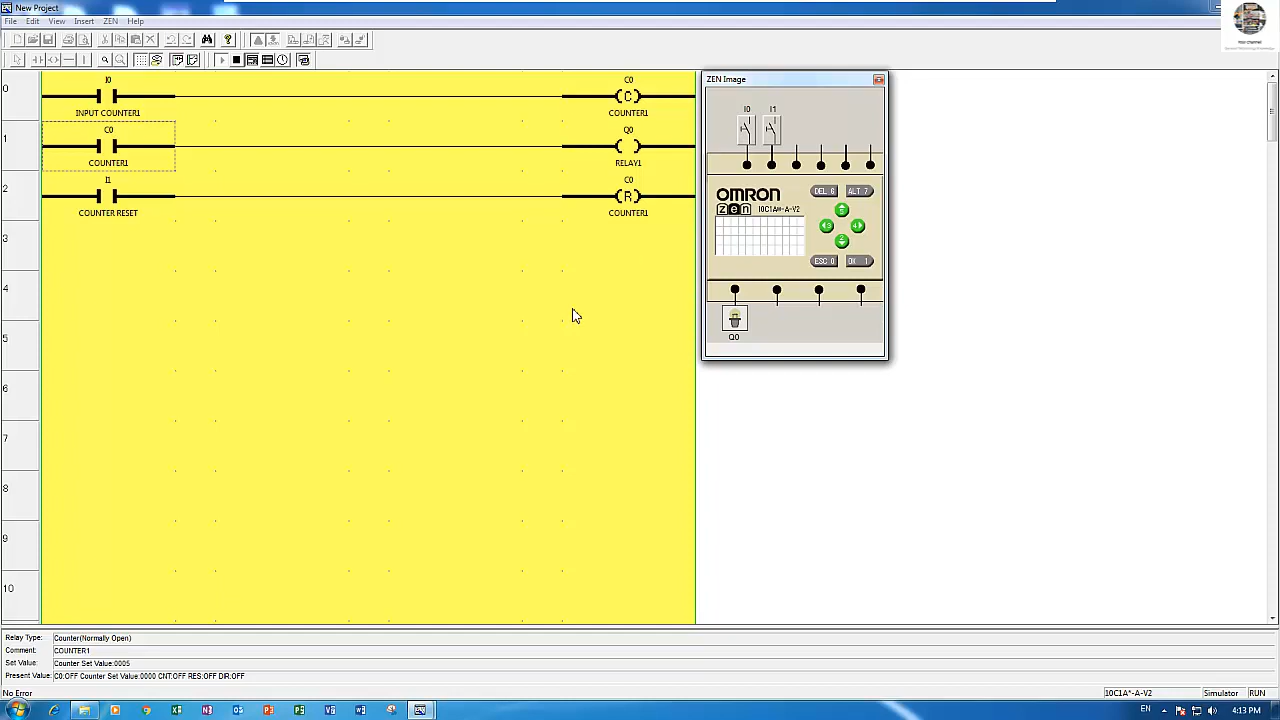 New Project
File Edit View Insert ZEN Help
0
I0
INPUT COUNTER1
C0
C
COUNTER1
1
C0
COUNTER1
Q0
RELAY1
2
I1
COUNTER RESET
C0
R
COUNTER1
3
4
5
6
7
8
9
10
ZEN Image
I0 I1
OMRON
zen 10C1A*-A-V2
DEL 6 ALT 7
5
3 4
2
ESC 0 OK 1
Q0
Relay Type: Counter(Normally Open)
Comment: COUNTER1
Set Value: Counter Set Value:0005
Present Value: C0:OFF Counter Set Value:0000 CNT:OFF RES:OFF DIR:OFF
No Error
10C1A*-A-V2 Simulator RUN
EN 4:13 PM